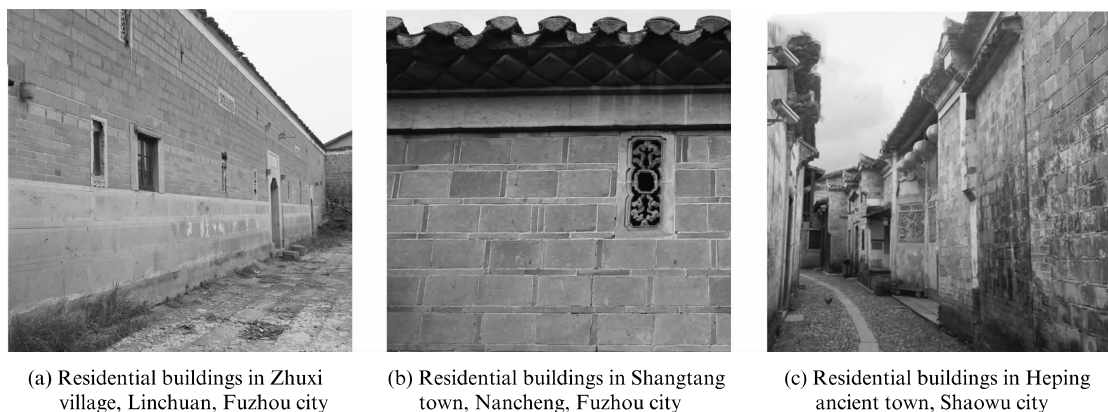 (a) Residential buildings in Zhuxi
village, Linchuan, Fuzhou city
(b) Residential buildings in Shangtang
town, Nancheng, Fuzhou city
(c) Residential buildings in Heping
ancient town, Shaowu city